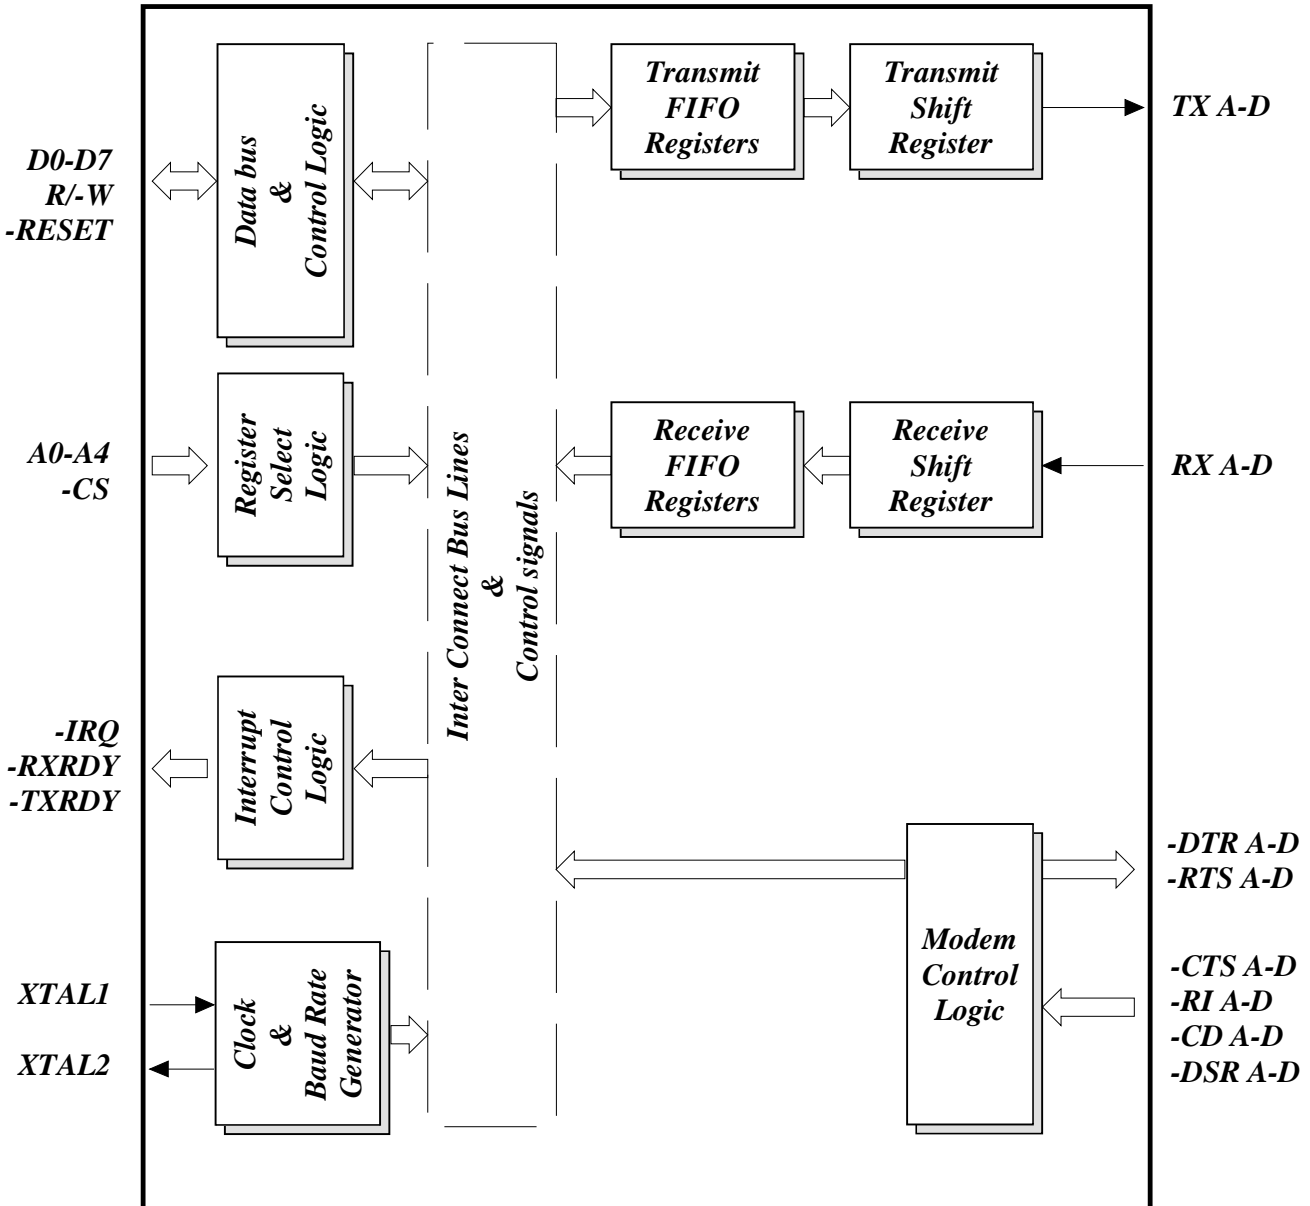 D0-D7
R/-W
-RESET
Data bus
&
Control Logic
A0-A4
-CS
Register
Select
Logic
-IRQ
-RXRDY
-TXRDY
Interrupt
Control
Logic
XTAL1
XTAL2
Clock
&
Baud Rate
Generator
Inter Connect Bus Lines
&
Control signals
Transmit
FIFO
Registers
Transmit
Shift
Register
TX A-D
Receive
FIFO
Registers
Receive
Shift
Register
RX A-D
Modem
Control
Logic
-DTR A-D
-RTS A-D
-CTS A-D
-RI A-D
-CD A-D
-DSR A-D